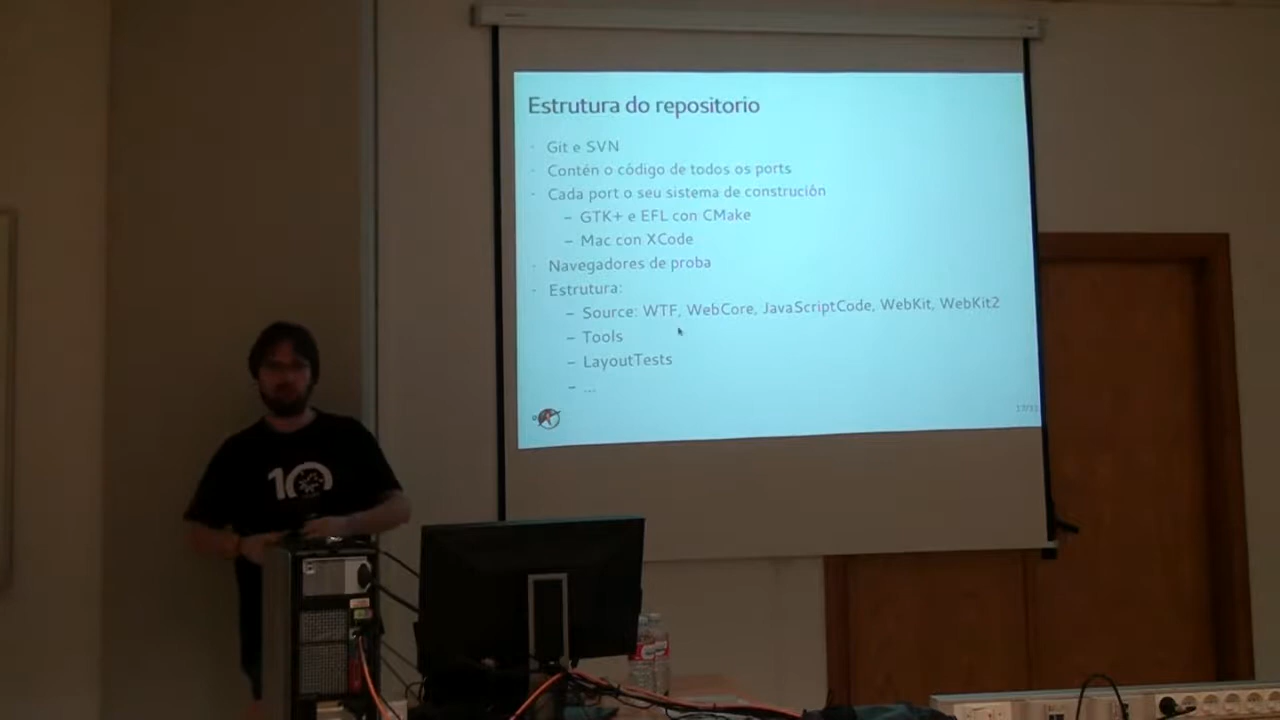 Estrutura do repositorio
· Git e SVN
· Contén o código de todos os ports
· Cada port o seu sistema de construción
– GTK+ e EFL con CMake
– Mac con XCode
· Navegadores de proba
· Estrutura:
– Source: WTF, WebCore, JavaScriptCode, WebKit, WebKit2
– Tools
– LayoutTests
– ...
10